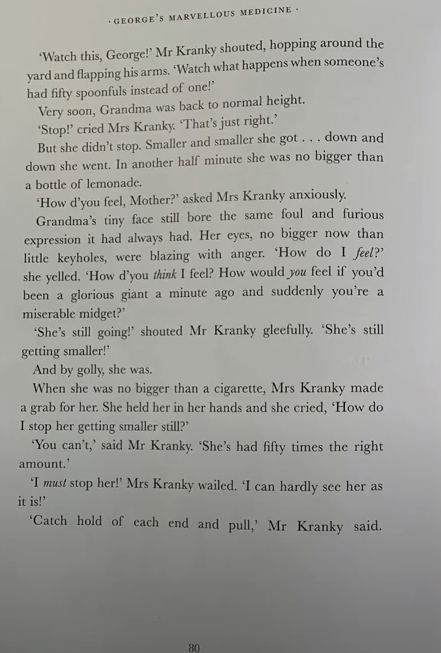 · GEORGE'S MARVELLOUS MEDICINE ·
'Watch this, George!' Mr Kranky shouted, hopping around the
yard and flapping his arms. 'Watch what happens when someone's
had fifty spoonfuls instead of one!'
Very soon, Grandma was back to normal height.
'Stop!' cried Mrs Kranky. 'That's just right.'
But she didn't stop. Smaller and smaller she got . . . down and
down she went. In another half minute she was no bigger than
a bottle of lemonade.
'How d'you feel, Mother?' asked Mrs Kranky anxiously.
Grandma's tiny face still bore the same foul and furious
expression it had always had. Her eyes, no bigger now than
little keyholes, were blazing with anger. 'How do I feel?'
she yelled. 'How d'you think I feel? How would you feel if you'd
been a glorious giant a minute ago and suddenly you're a
miserable midget?'
'She's still going!' shouted Mr Kranky gleefully. 'She's still
getting smaller!'
And by golly, she was.
When she was no bigger than a cigarette, Mrs Kranky made
a grab for her. She held her in her hands and she cried, 'How do
I stop her getting smaller still?'
'You can't,' said Mr Kranky. 'She's had fifty times the right
amount.'
'I must stop her!' Mrs Kranky wailed. 'I can hardly see her as
it is!'
'Catch hold of each end and pull,' Mr Kranky said.
80